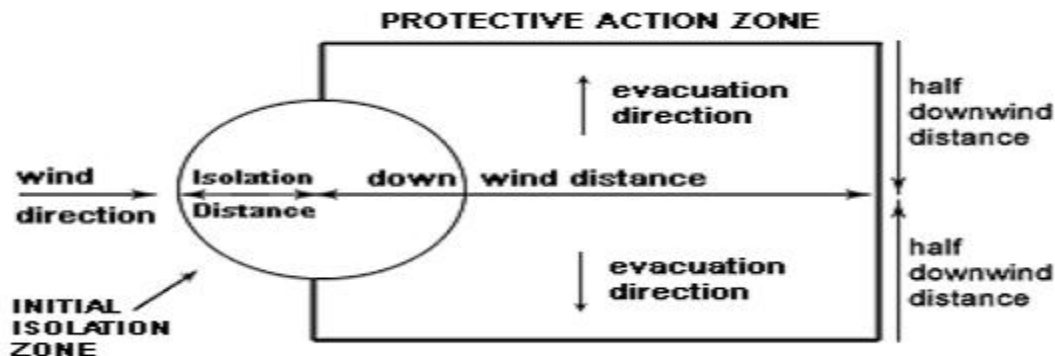 PROTECTIVE ACTION ZONE
evacuation
direction
half
downwind
distance
wind
direction
Isolation
Distance
down wind distance
evacuation
direction
half
downwind
distance
INITIAL
ISOLATION
ZONE